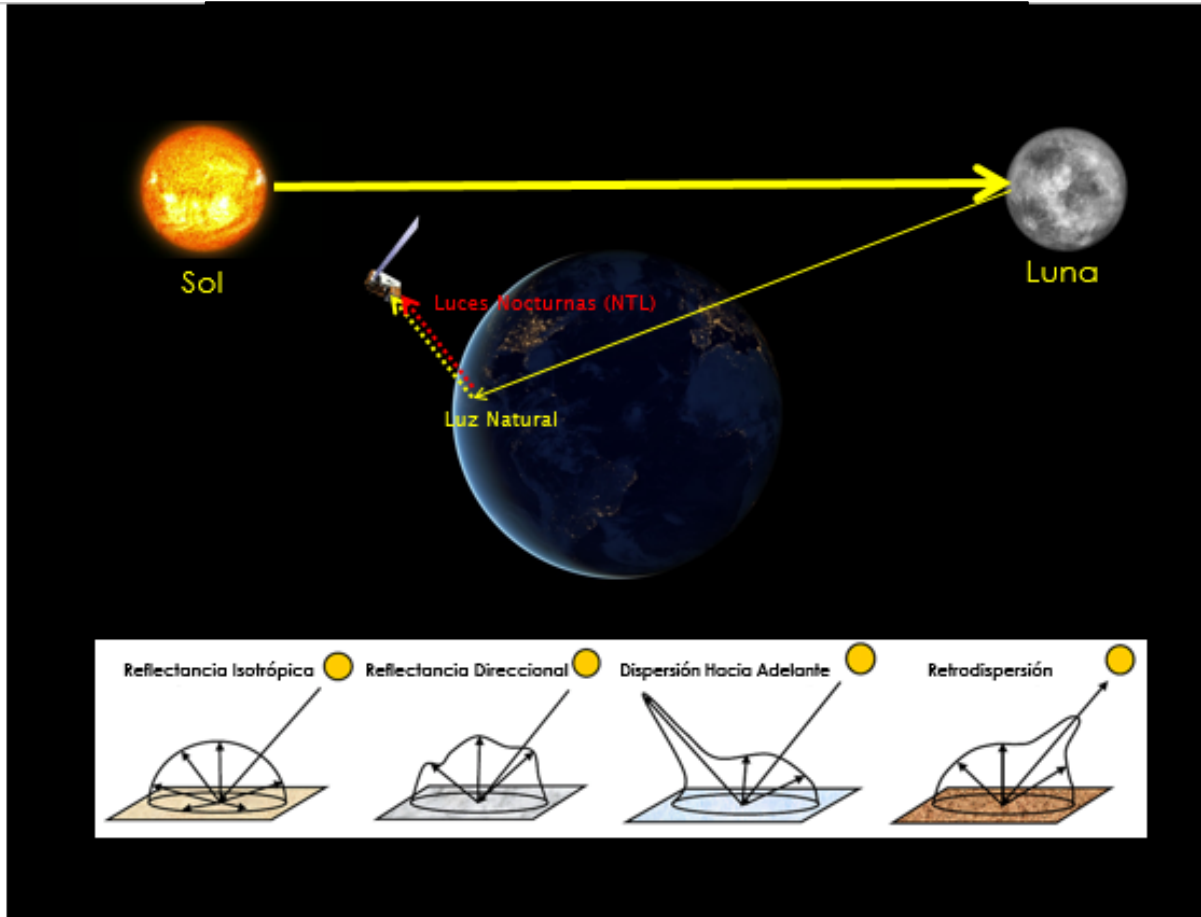 Sol
Luna
Luces Nocturnas (NTL)
Luz Natural
Reflectancia Isotrópica
Reflectancia Direccional
Dispersión Hacia Adelante
Retrodispersión